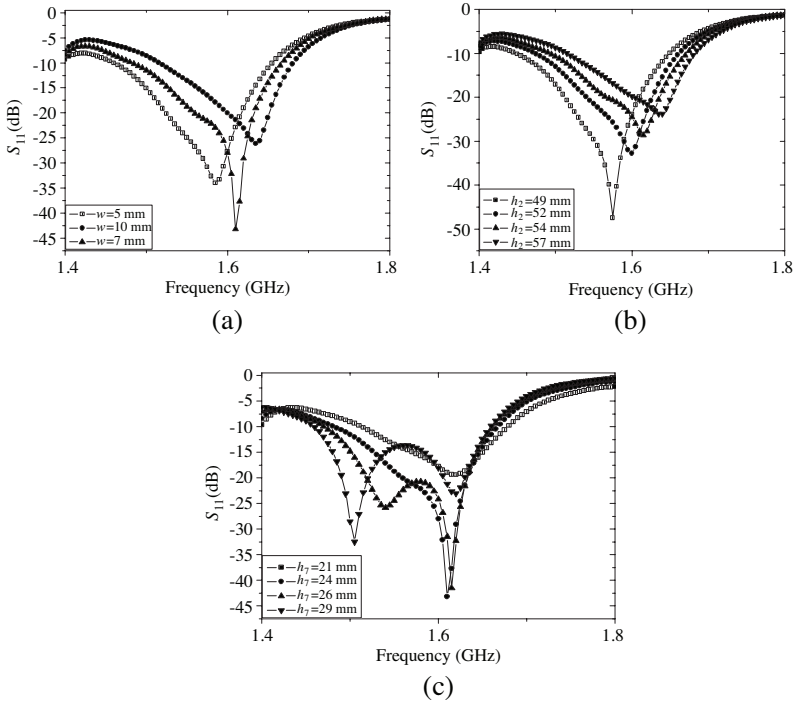 0
-5
-10
-15
-20
-25
-30
-35
-40
-45
S11(dB)
w=5 mm
w=10 mm
w=7 mm
1.4
1.6
1.8
Frequency (GHz)
(a)
0
-10
-20
-30
-40
-50
S11(dB)
h2=49 mm
h2=52 mm
h2=54 mm
h2=57 mm
1.4
1.6
1.8
Frequency (GHz)
(b)
0
-5
-10
-15
-20
-25
-30
-35
-40
-45
S11(dB)
h7=21 mm
h7=24 mm
h7=26 mm
h7=29 mm
1.4
1.6
1.8
Frequency (GHz)
(c)